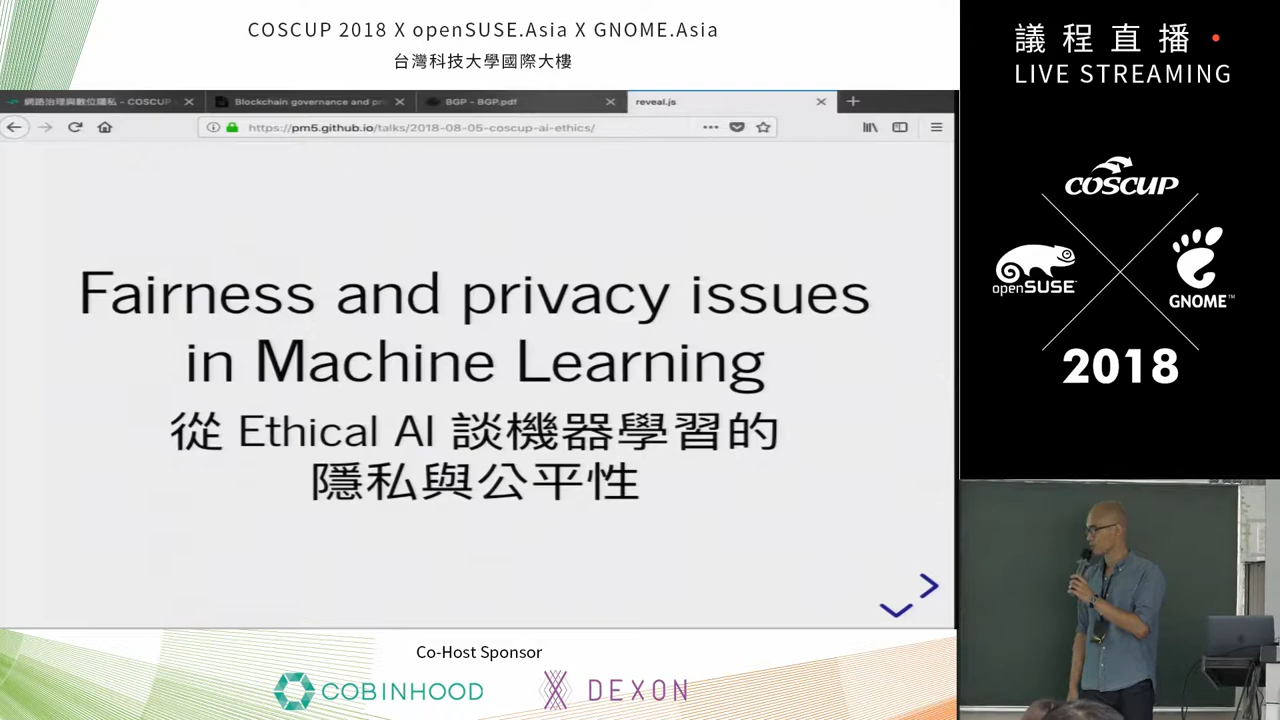 COSCUP 2018 X openSUSE.Asia X GNOME.Asia
台灣科技大學國際大樓
網路治理與數位隱私 - COSCUP
Blockchain governance and pri
BGP - BGP.pdf
reveal.js
https://pm5.github.io/talks/2018-08-05-coscup-ai-ethics/
Fairness and privacy issues
in Machine Learning
從 Ethical AI 談機器學習的
隱私與公平性
Co-Host Sponsor
COBINHOOD
DEXON
議程直播
LIVE STREAMING
COSCUP
openSUSE
GNOME™
2018